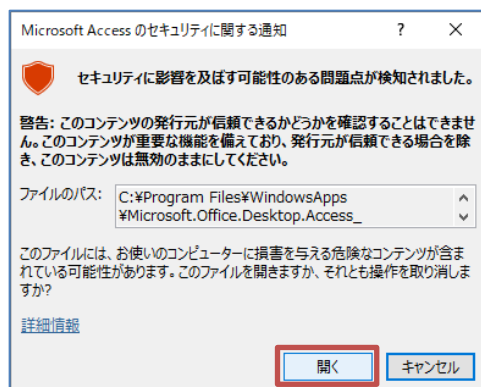 Microsoft Access のセキュリティに関する通知
セキュリティに影響を及ぼす可能性のある問題点が検知されました。
警告: このコンテンツの発行元が信頼できるかどうかを確認することはできませ
ん。このコンテンツが重要な機能を備えており、発行元が信頼できる場合を除
き、このコンテンツは無効のままにしてください。
ファイルのパス: C:¥Program Files¥WindowsApps
¥Microsoft.Office.Desktop.Access_
このファイルには、お使いのコンピューターに損害を与える危険なコンテンツが含ま
れている可能性があります。このファイルを開きますか、それとも操作を取り消しま
すか?
詳細情報
開く キャンセル